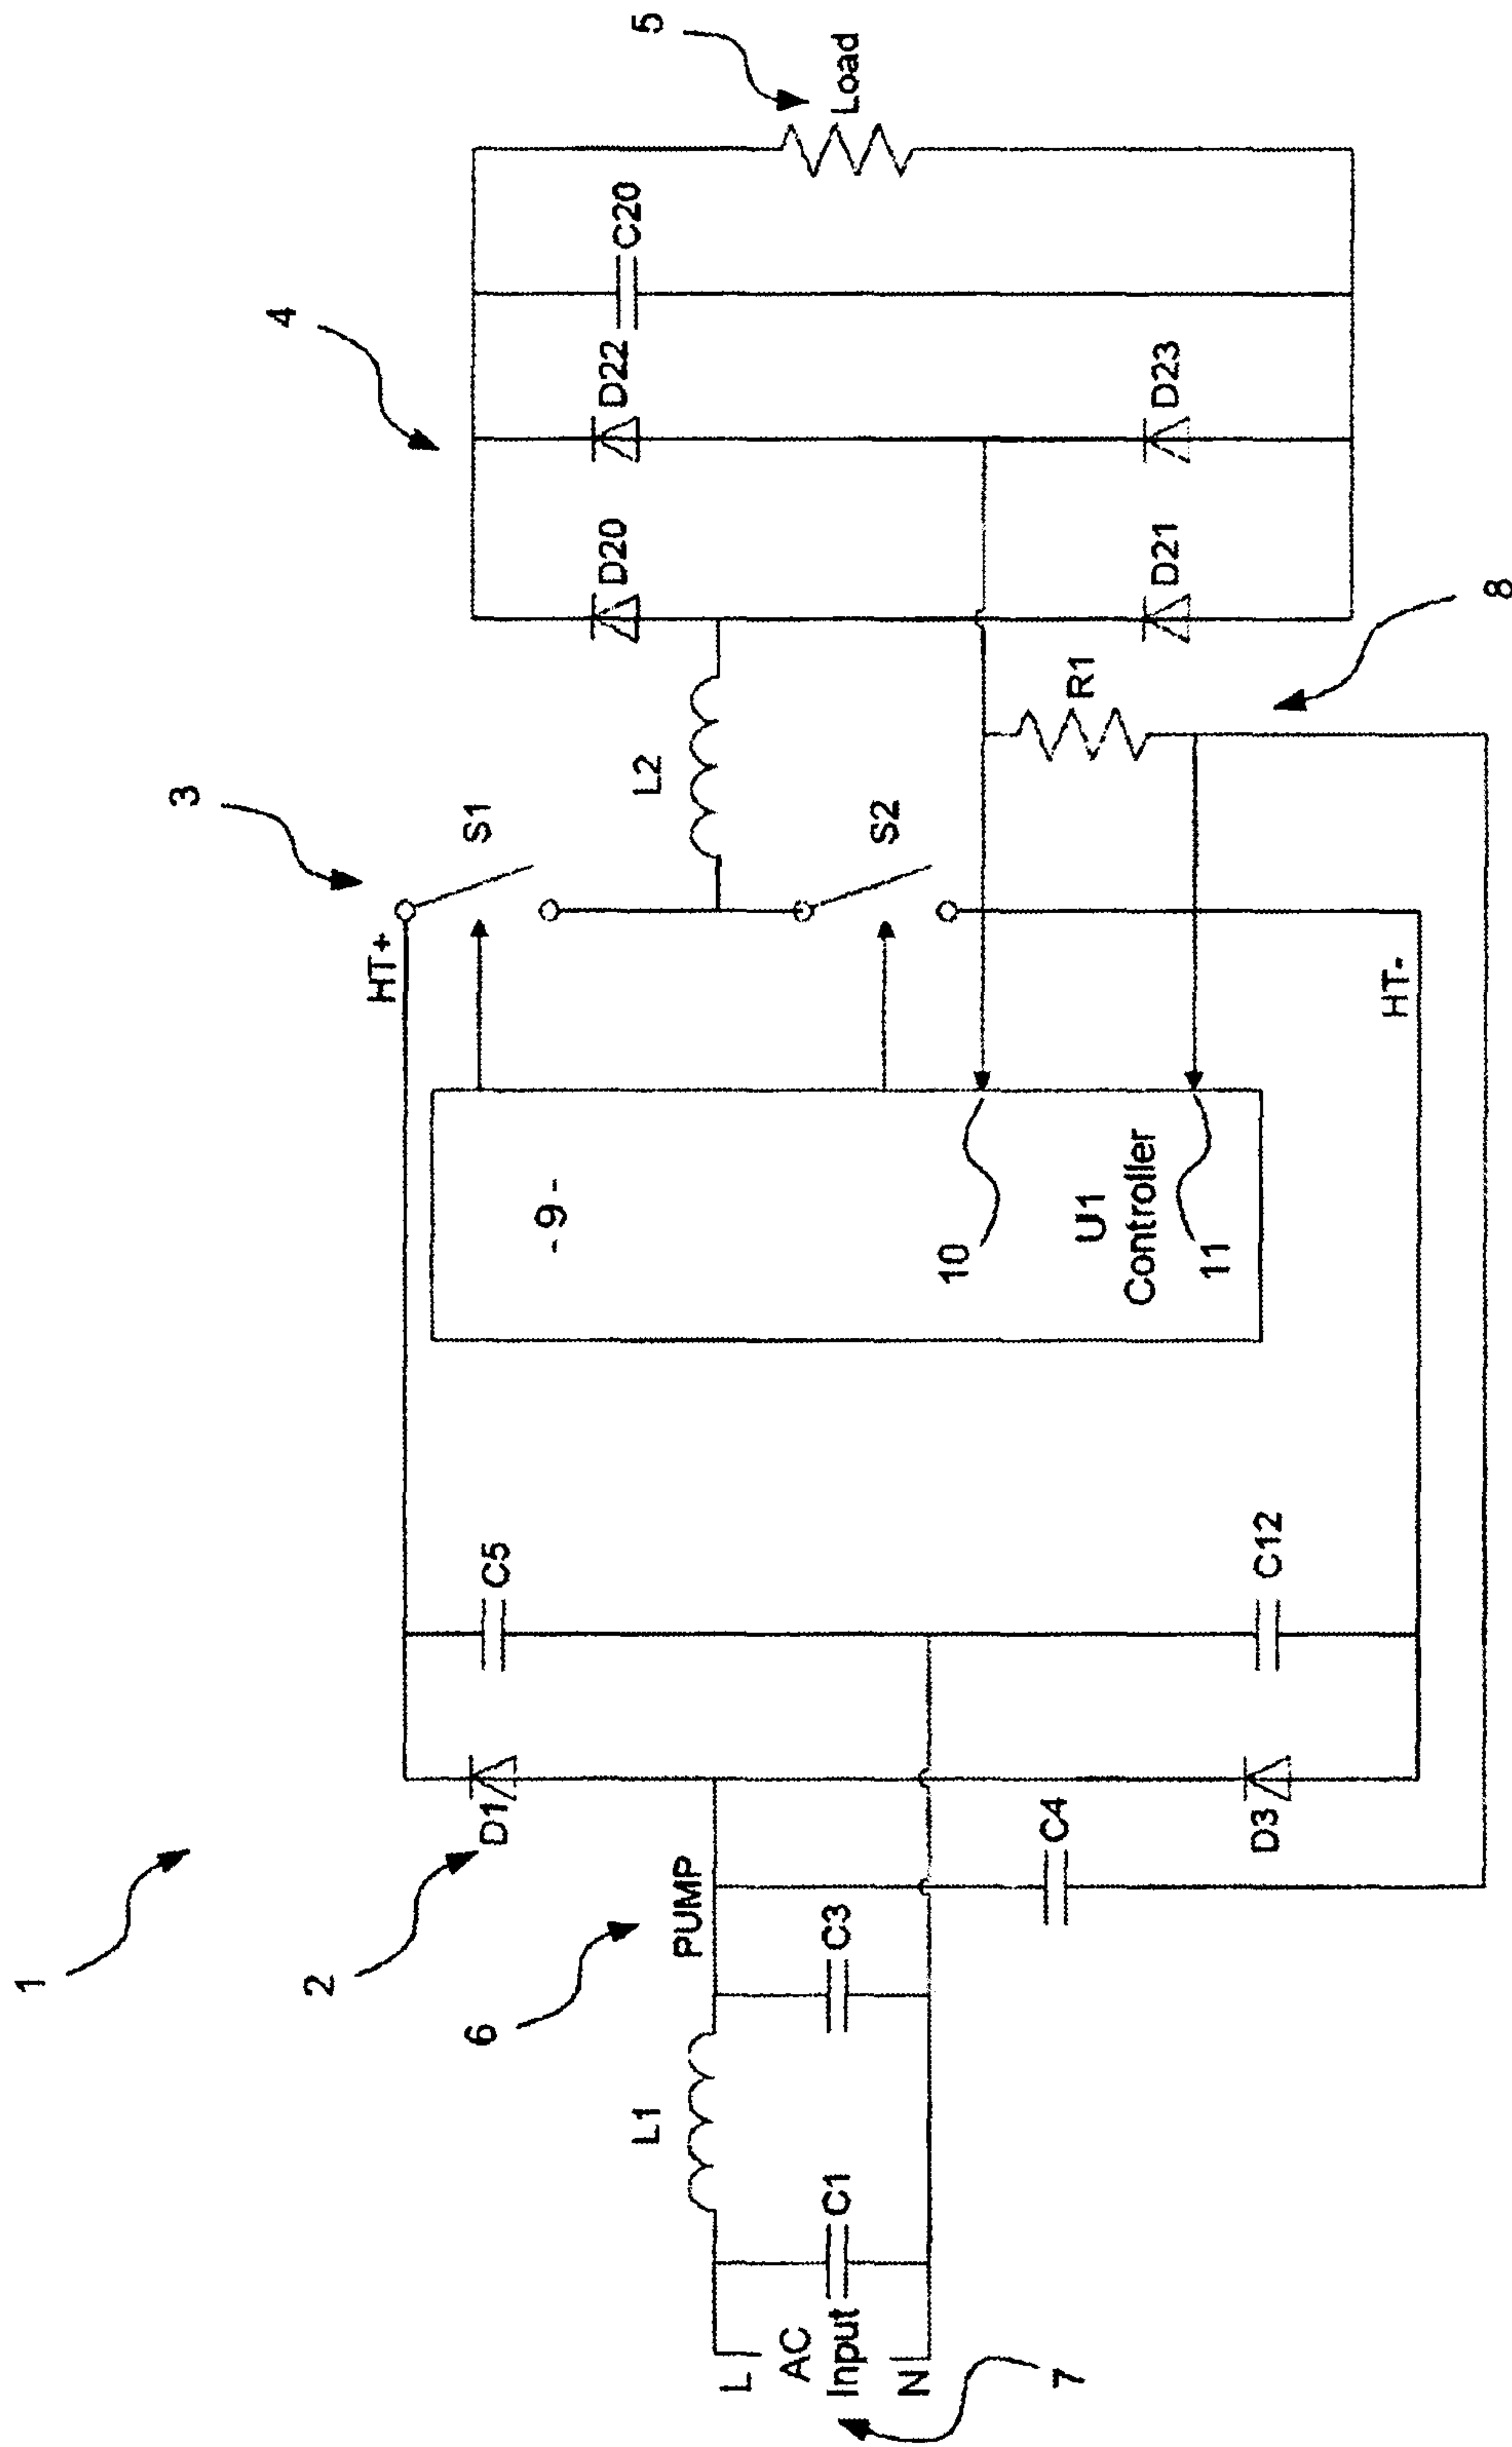 1
2
3
4
5
6
7
8
HT+
S1
L2
S2
HT-
D20
D22
C20
Load
D21
D23
R1
- 9 -
10
U1
Controller
11
C5
C12
D1
D3
PUMP
C4
L1
C3
C1
L
AC
Input
N